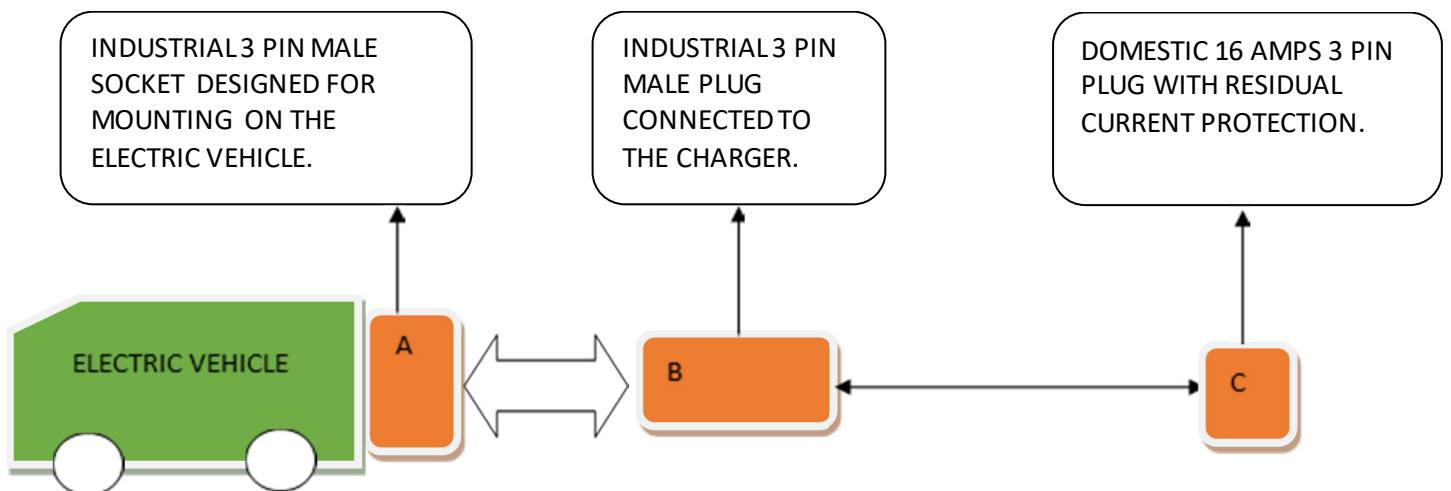 INDUSTRIAL 3 PIN MALE
SOCKET DESIGNED FOR
MOUNTING ON THE
ELECTRIC VEHICLE.
INDUSTRIAL 3 PIN
MALE PLUG
CONNECTED TO
THE CHARGER.
DOMESTIC 16 AMPS 3 PIN
PLUG WITH RESIDUAL
CURRENT PROTECTION.
ELECTRIC VEHICLE
A
B
C